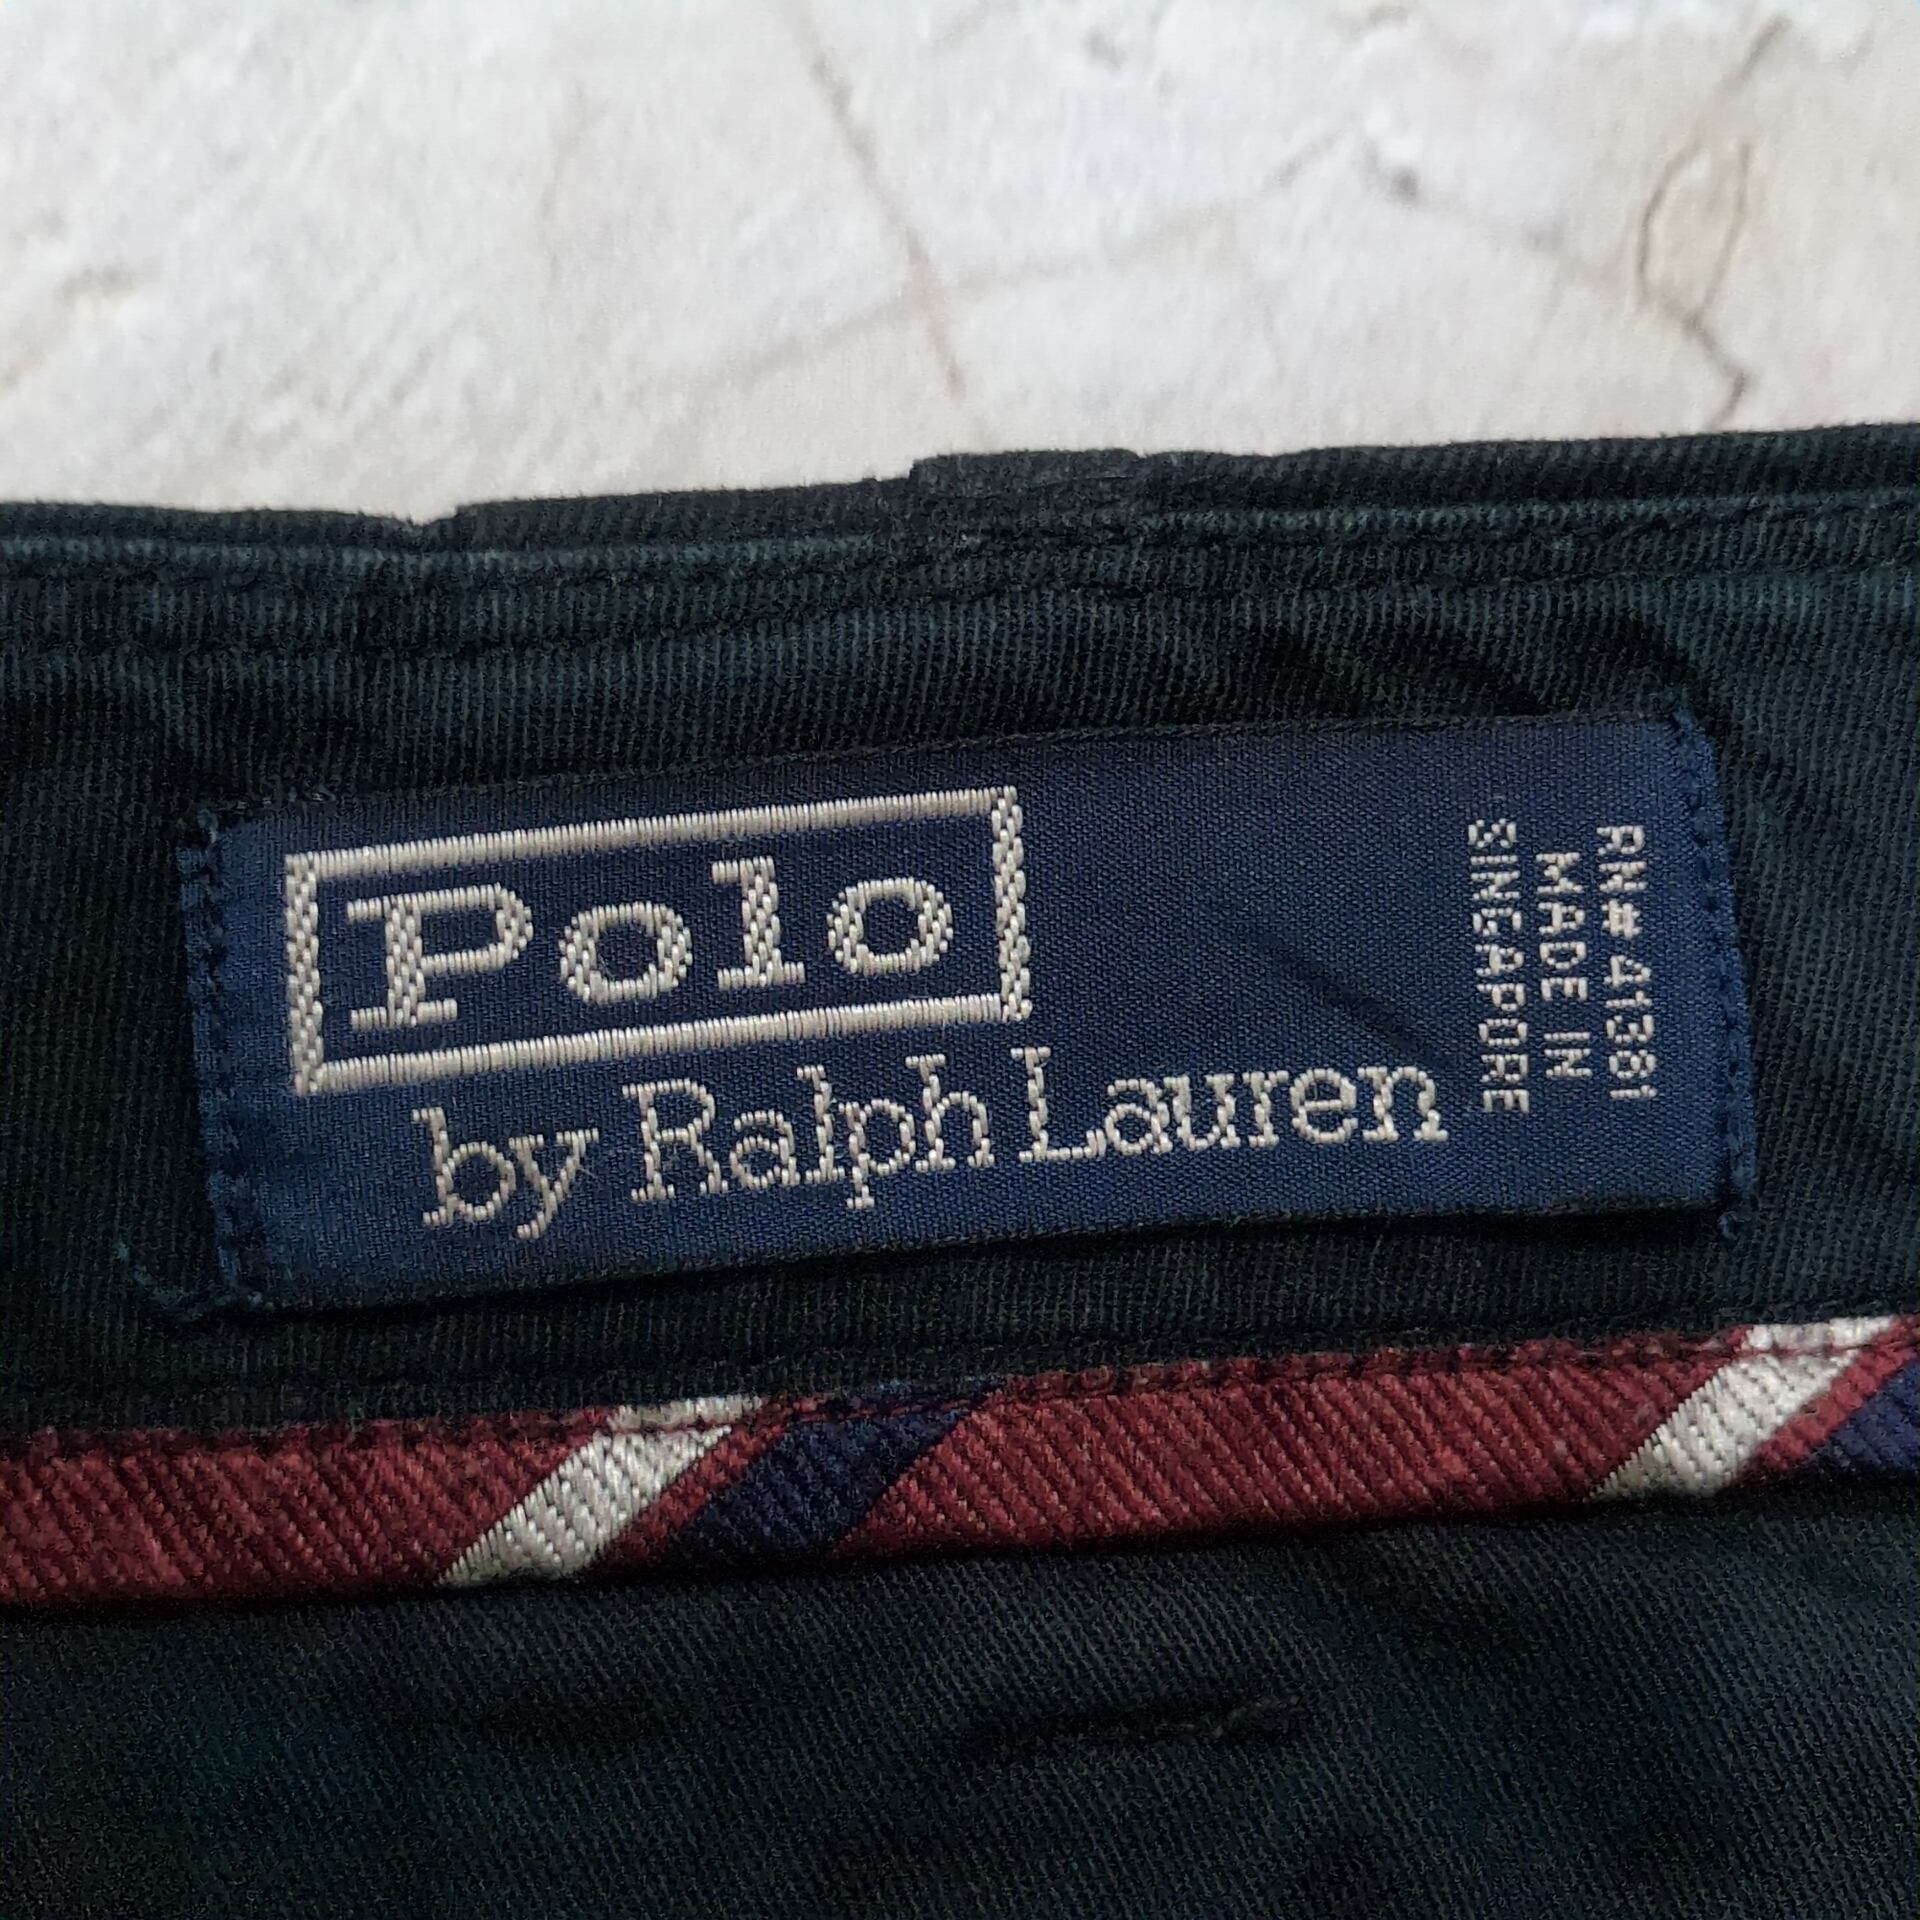 Polo
by Ralph Lauren
RN# 41381
MADE IN
SINGAPORE